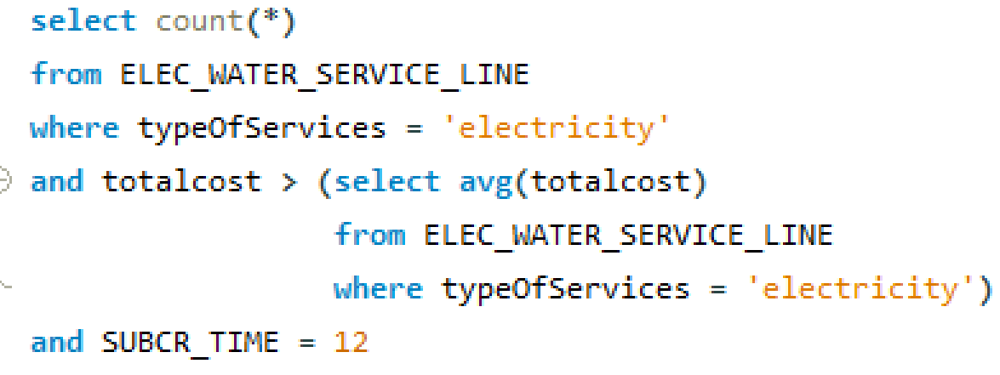 select count(*)
from ELEC_WATER_SERVICE_LINE
where typeOfServices = 'electricity'
and totalcost > (select avg(totalcost)
from ELEC_WATER_SERVICE_LINE
where typeOfServices = 'electricity')
and SUBCR_TIME = 12